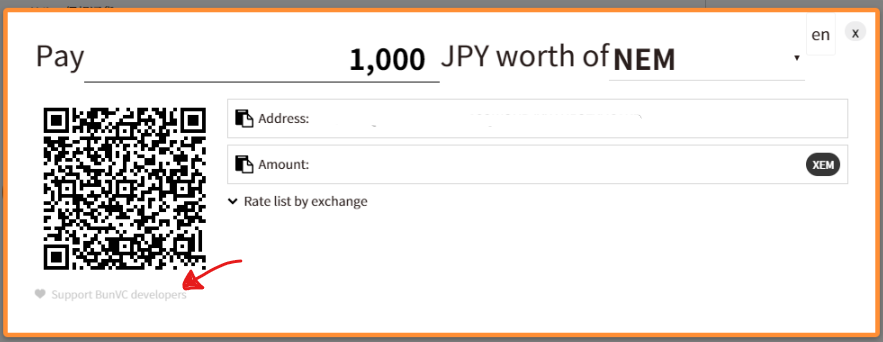 en
x
Pay 1,000 JPY worth of NEM
Address:
Amount:
XEM
Rate list by exchange
Support BunVC developers